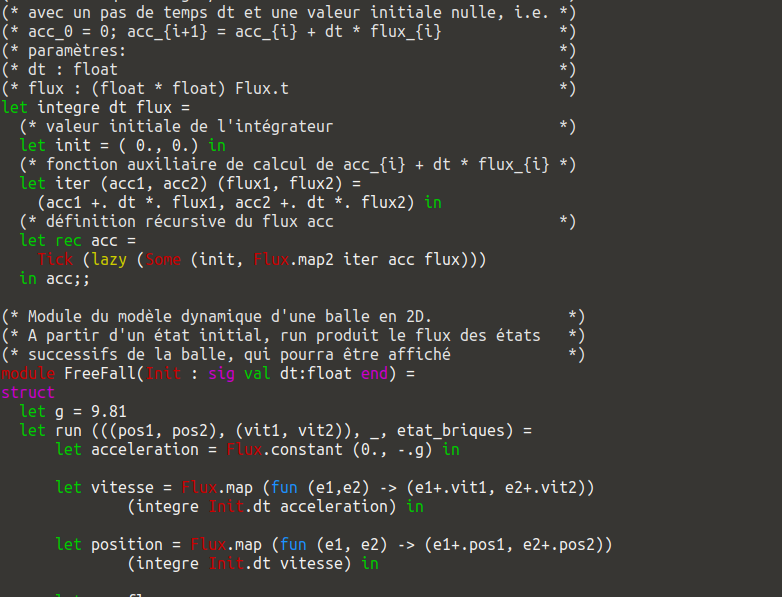 (* avec un pas de temps dt et une valeur initiale nulle, i.e. *)
(* acc_0 = 0; acc_{i+1} = acc_{i} + dt * flux_{i} *)
(* paramètres: *)
(* dt : float *)
(* flux : (float * float) Flux.t *)
let integre dt flux =
(* valeur initiale de l'intégrateur *)
let init = ( 0., 0.) in
(* fonction auxiliaire de calcul de acc_{i} + dt * flux_{i} *)
let iter (acc1, acc2) (flux1, flux2) =
(acc1 +. dt *. flux1, acc2 +. dt *. flux2) in
(* définition récursive du flux acc *)
let rec acc =
Tick (lazy (Some (init, Flux.map2 iter acc flux)))
in acc;;
(* Module du modèle dynamique d'une balle en 2D. *)
(* A partir d'un état initial, run produit le flux des états *)
(* successifs de la balle, qui pourra être affiché *)
module FreeFall(Init : sig val dt:float end) =
struct
let g = 9.81
let run (((pos1, pos2), (vit1, vit2)), _, etat_briques) =
let acceleration = Flux.constant (0., -.g) in
let vitesse = Flux.map (fun (e1,e2) -> (e1+.vit1, e2+.vit2))
(integre Init.dt acceleration) in
let position = Flux.map (fun (e1, e2) -> (e1+.pos1, e2+.pos2))
(integre Init.dt vitesse) in